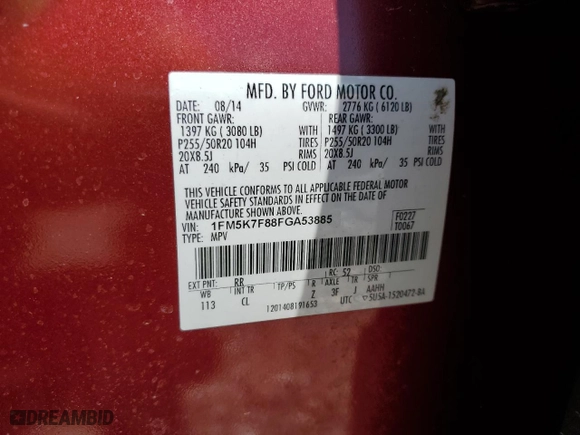 MFD. BY FORD MOTOR CO.
DATE: 08/14 GVWR: 2776 KG ( 6120 LB)
FRONT GAWR: REAR GAWR:
1397 KG ( 3080 LB) WITH 1497 KG ( 3300 LB) WITH
P255/50R20 104H TIRES P255/50R20 104H TIRES
20X8.5J RIMS 20X8.5J RIMS
AT 240 kPa/ 35 PSI COLD AT 240 kPa/ 35 PSI COLD
THIS VEHICLE CONFORMS TO ALL APPLICABLE FEDERAL MOTOR
VEHICLE SAFETY STANDARDS IN EFFECT ON THE DATE OF
MANUFACTURE SHOWN ABOVE.
VIN: 1FM5K7F88FGA53885 F0227
TYPE: MPV T0067
EXT PNT: RR RC: 52 DSO:
WB INT TR TP/PS R AXLE TR SPR
113 CL Z 3F J AAHH
1201408191653 UTC 5USA-1520472-BA
DREAMBID